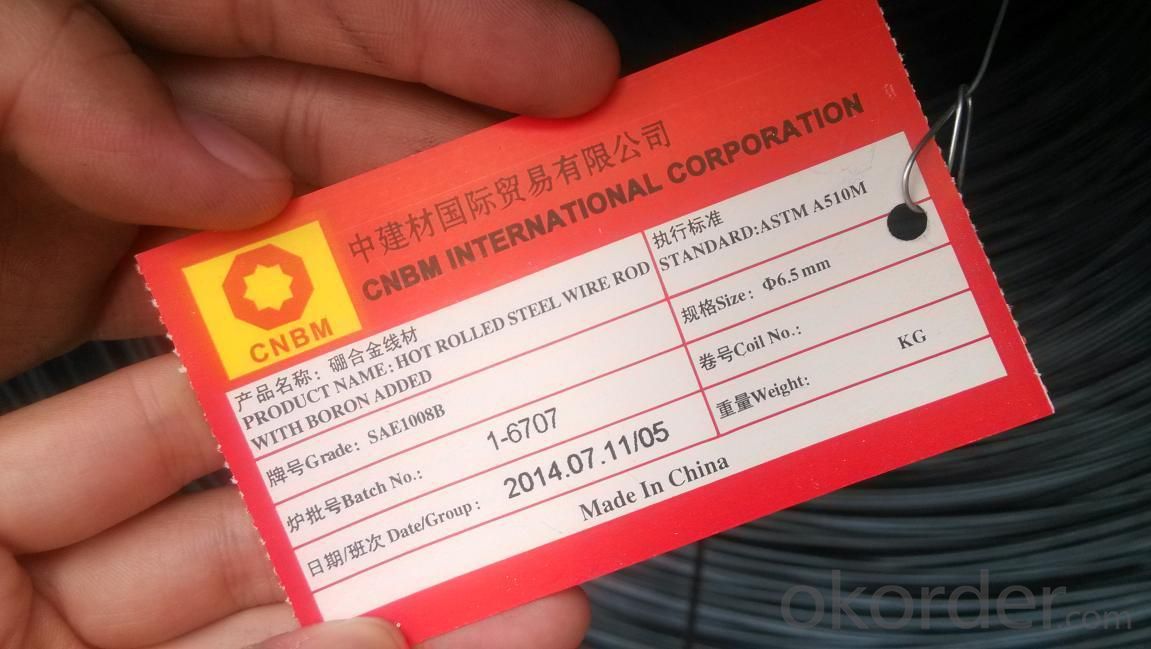 中建材国际贸易有限公司
CNBM INTERNATIONAL CORPORATION
CNBM
产品名称：硼合金线材
PRODUCT NAME: HOT ROLLED STEEL WIRE ROD
WITH BORON ADDED
执行标准
STANDARD:ASTM A510M
牌号Grade: SAE1008B
规格Size: Φ6.5mm
炉批号Batch No.: 1-6707
卷号Coil No.:
日期/班次 Date/Group: 2014.07.11/05
重量Weight: KG
Made In China
okorder.com